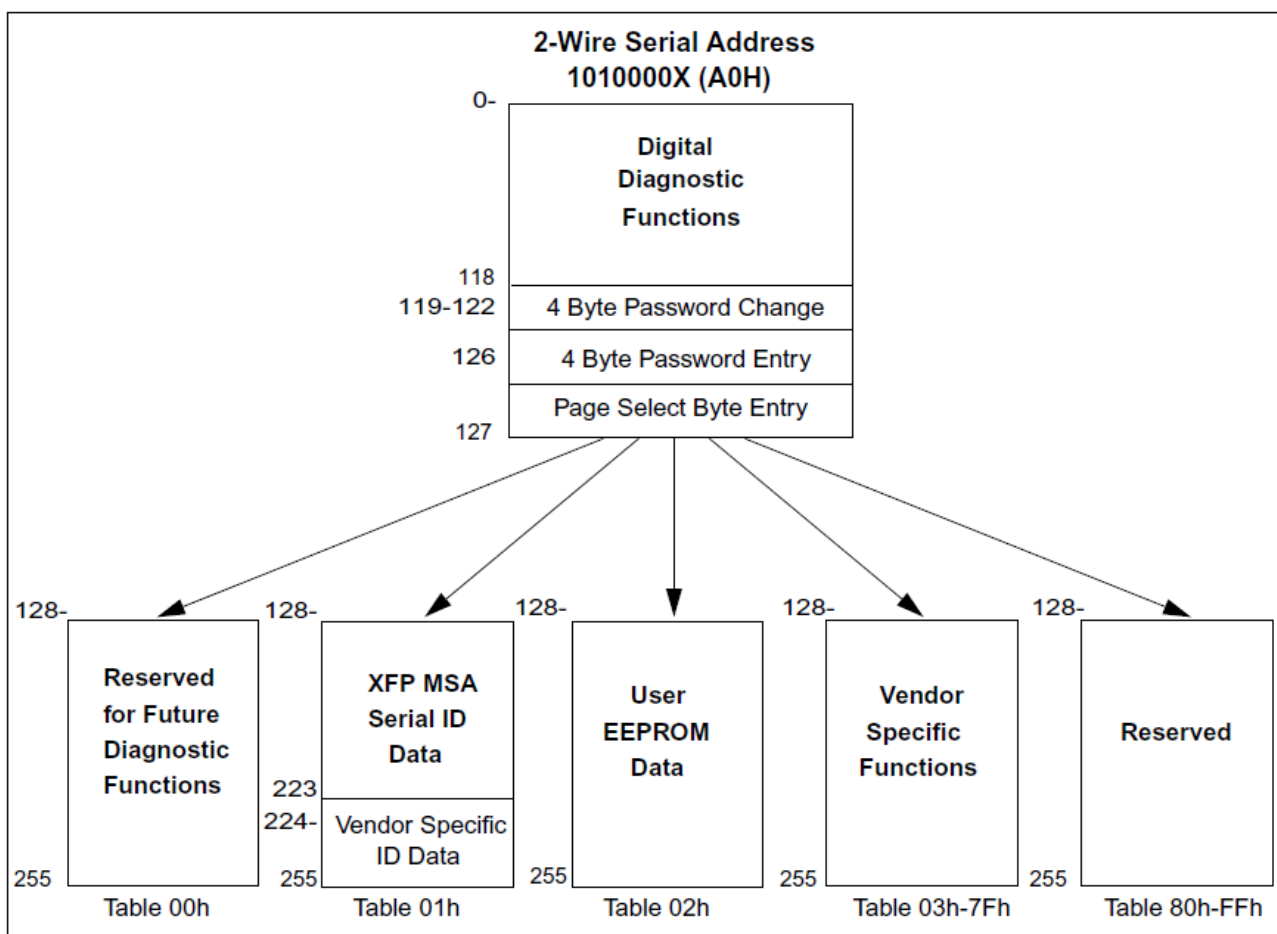 2-Wire Serial Address
1010000X (A0H)
0-
Digital
Diagnostic
Functions
118
119-122
4 Byte Password Change
126
4 Byte Password Entry
Page Select Byte Entry
127
128-
Reserved
for Future
Diagnostic
Functions
255
Table 00h
128-
XFP MSA
Serial ID
Data
223
224-
Vendor Specific
ID Data
255
Table 01h
128-
User
EEPROM
Data
255
Table 02h
128-
Vendor
Specific
Functions
255
Table 03h-7Fh
128-
Reserved
255
Table 80h-FFh